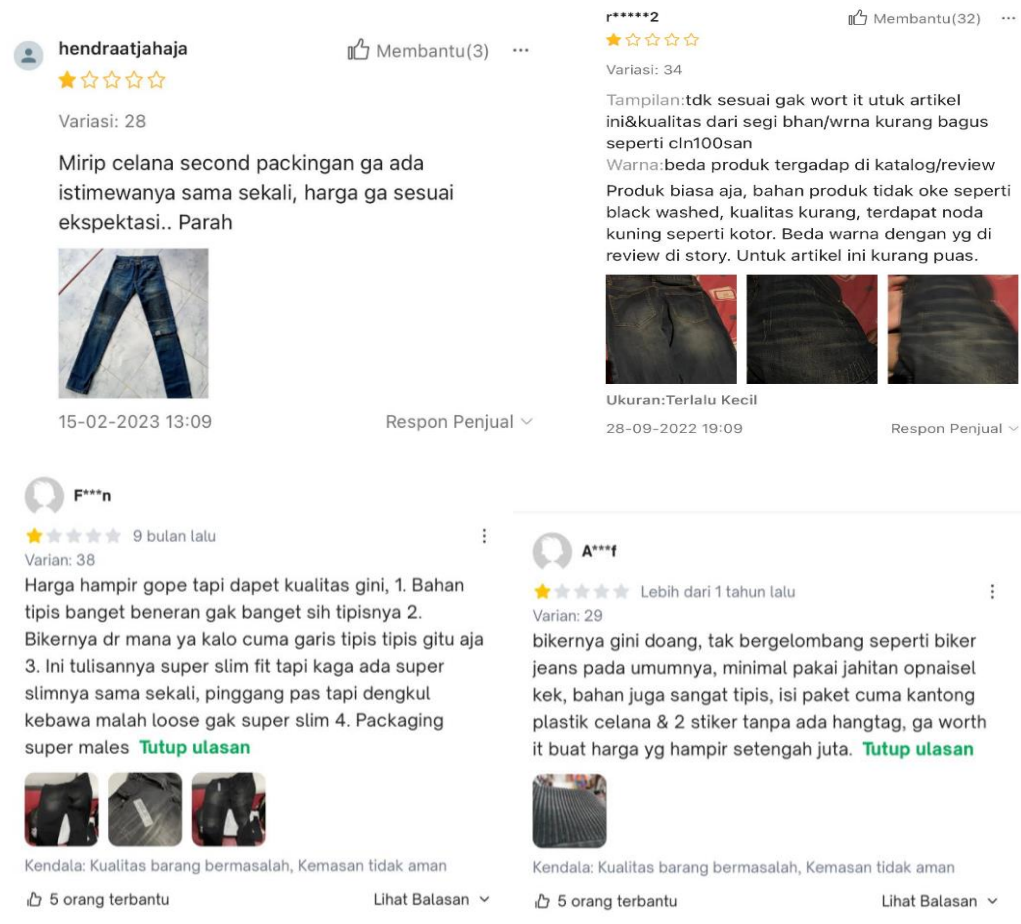 hendraatjahaja
Membantu(3)
Variasi: 28
Mirip celana second packingan ga ada
istimewanya sama sekali, harga ga sesuai
ekspektasi.. Parah
15-02-2023 13:09
Respon Penjual
r*****2
Membantu(32)
Variasi: 34
Tampilan:tdk sesuai gak wort it utuk artikel
ini&kualitas dari segi bhan/wrna kurang bagus
seperti cln100san
Warna:beda produk tergadap di katalog/review
Produk biasa aja, bahan produk tidak oke seperti
black washed, kualitas kurang, terdapat noda
kuning seperti kotor. Beda warna dengan yg di
review di story. Untuk artikel ini kurang puas.
Ukuran:Terlalu Kecil
28-09-2022 19:09
Respon Penjual
F***n
9 bulan lalu
Varian: 38
Harga hampir gope tapi dapet kualitas gini, 1. Bahan
tipis banget beneran gak banget sih tipisnya 2.
Bikernya dr mana ya kalo cuma garis tipis tipis gitu aja
3. Ini tulisannya super slim fit tapi kaga ada super
slimnya sama sekali, pinggang pas tapi dengkul
kebawa malah loose gak super slim 4. Packaging
super males Tutup ulasan
Kendala: Kualitas barang bermasalah, Kemasan tidak aman
5 orang terbantu
Lihat Balasan
A***f
Lebih dari 1 tahun lalu
Varian: 29
bikernya gini doang, tak bergelombang seperti biker
jeans pada umumnya, minimal pakai jahitan opnaisel
kek, bahan juga sangat tipis, isi paket cuma kantong
plastik celana & 2 stiker tanpa ada hangtag, ga worth
it buat harga yg hampir setengah juta. Tutup ulasan
Kendala: Kualitas barang bermasalah, Kemasan tidak aman
5 orang terbantu
Lihat Balasan